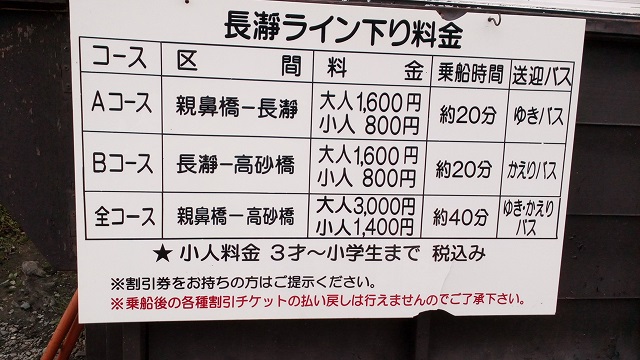 長瀞ライン下り料金
コース 区間 料金 乗船時間 送迎バス
Aコース 親鼻橋ー長瀞 大人1,600円 小人800円 約20分 ゆきバス
Bコース 長瀞ー高砂橋 大人1,600円 小人800円 約20分 かえりバス
全コース 親鼻橋ー高砂橋 大人3,000円 小人1,400円 約40分 ゆき・かえりバス
★小人料金 3才〜小学生まで 税込み
※割引券をお持ちの方はご提示ください。
※乗船後の各種割引チケットの払い戻しは行えませんのでご了承下さい。